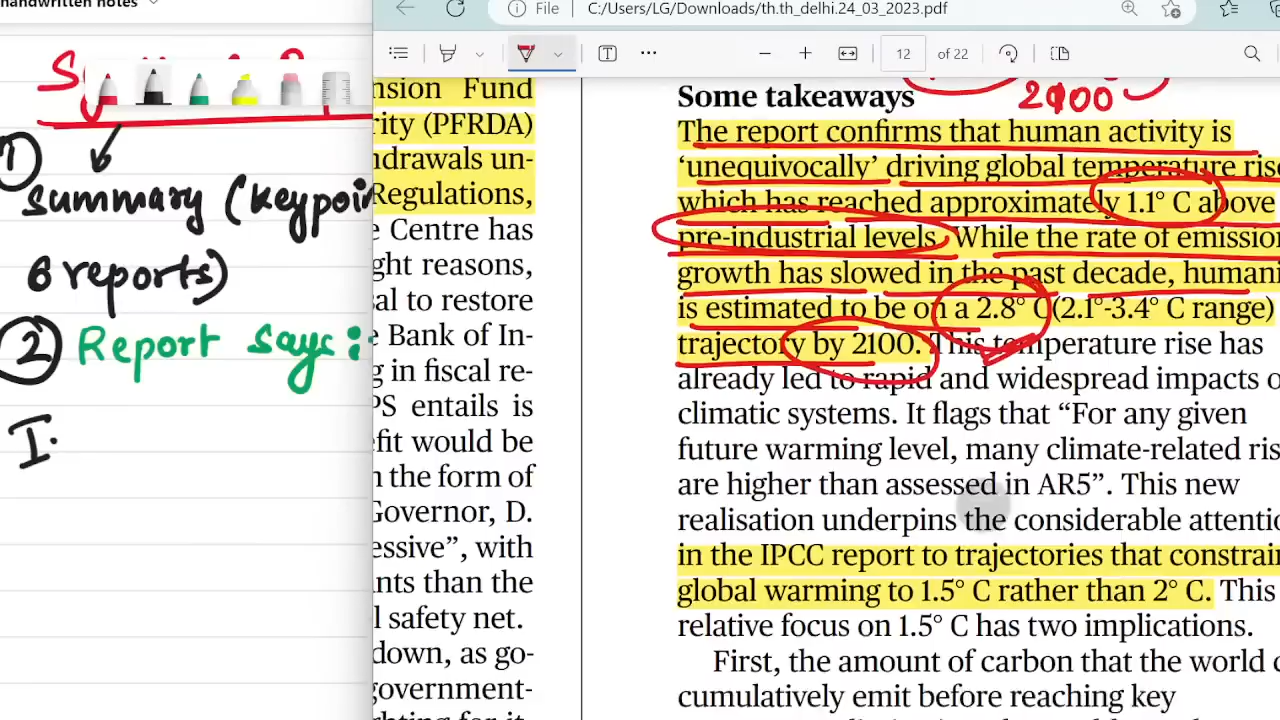 handwritten notes
File
C:/Users/LG/Downloads/th.th_delhi.24_03_2023.pdf
12 of 22
1
summary (Keypoin
6 reports)
2 Report says:
I.
nsion Fund
rity (PFRDA)
ndrawals un-
Regulations,
e Centre has
ght reasons,
sal to restore
e Bank of In-
g in fiscal re-
PS entails is
efit would be
n the form of
Governor, D.
essive”, with
nts than the
l safety net.
down, as go-
government-
2100
Some takeaways
The report confirms that human activity is
‘unequivocally’ driving global temperature rise
which has reached approximately 1.1° C above
pre-industrial levels. While the rate of emission
growth has slowed in the past decade, humani
is estimated to be on a 2.8° C(2.1°-3.4° C range)
trajectory by 2100. This temperature rise has
already led to rapid and widespread impacts o
climatic systems. It flags that “For any given
future warming level, many climate-related ris
are higher than assessed in AR5”. This new
realisation underpins the considerable attentio
in the IPCC report to trajectories that constrain
global warming to 1.5° C rather than 2° C. This
relative focus on 1.5° C has two implications.
First, the amount of carbon that the world c
cumulatively emit before reaching key